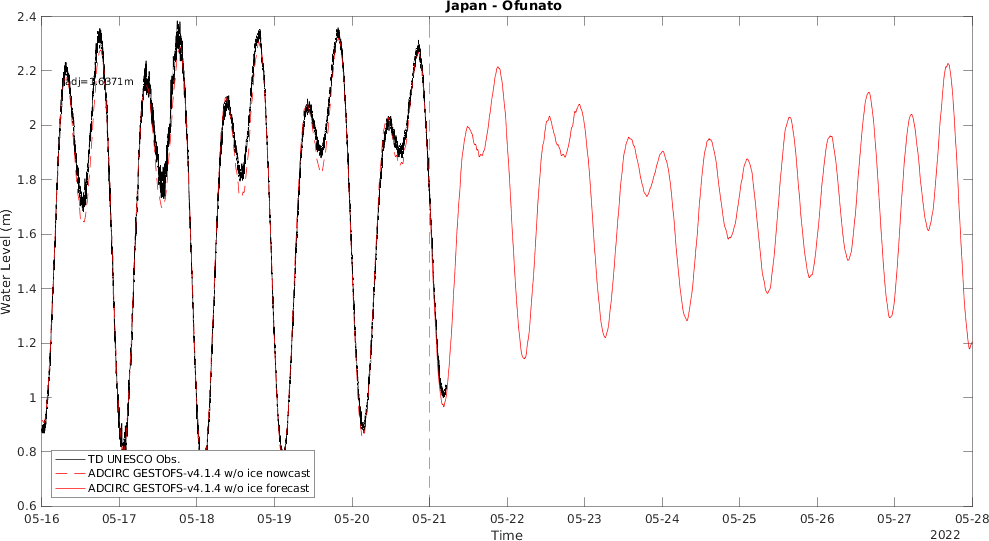 Japan - Ofunato
2.4
2.2
2
1.8
1.6
1.4
1.2
1
0.8
0.6
Water Level (m)
adj=1.6371m
TD UNESCO Obs.
ADCIRC GESTOFS-v4.1.4 w/o ice nowcast
ADCIRC GESTOFS-v4.1.4 w/o ice forecast
05-16 05-17 05-18 05-19 05-20 05-21 05-22 05-23 05-24 05-25 05-26 05-27 05-28
Time
2022